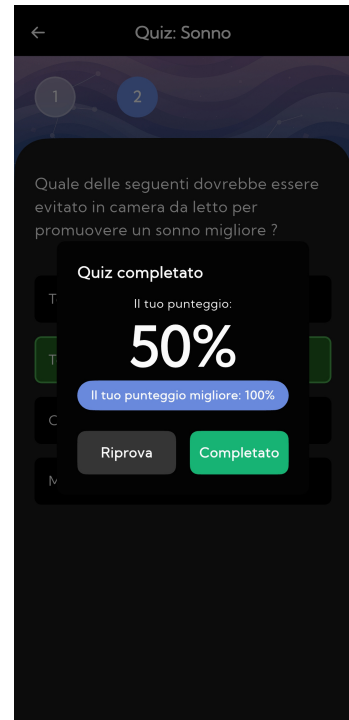 Quiz: Sonno
1
2
Quale delle seguenti dovrebbe essere
evitato in camera da letto per
promuovere un sonno migliore ?
Quiz completato
Il tuo punteggio:
50%
Il tuo punteggio migliore: 100%
Riprova
Completato